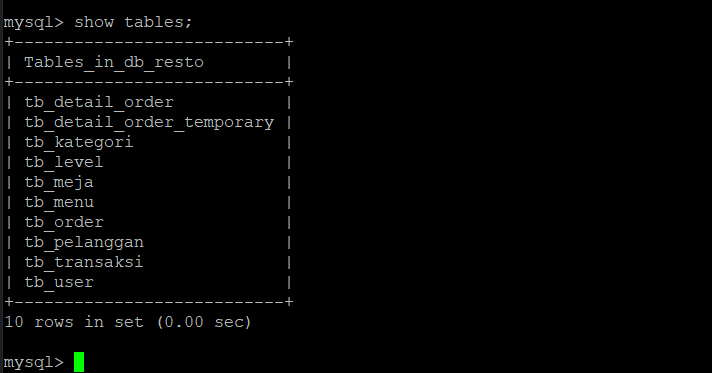 mysql> show tables;
+---------------------------+
| Tables_in_db_resto        |
+---------------------------+
| tb_detail_order           |
| tb_detail_order_temporary |
| tb_kategori               |
| tb_level                  |
| tb_meja                   |
| tb_menu                   |
| tb_order                  |
| tb_pelanggan              |
| tb_transaksi              |
| tb_user                   |
+---------------------------+
10 rows in set (0.00 sec)
mysql>